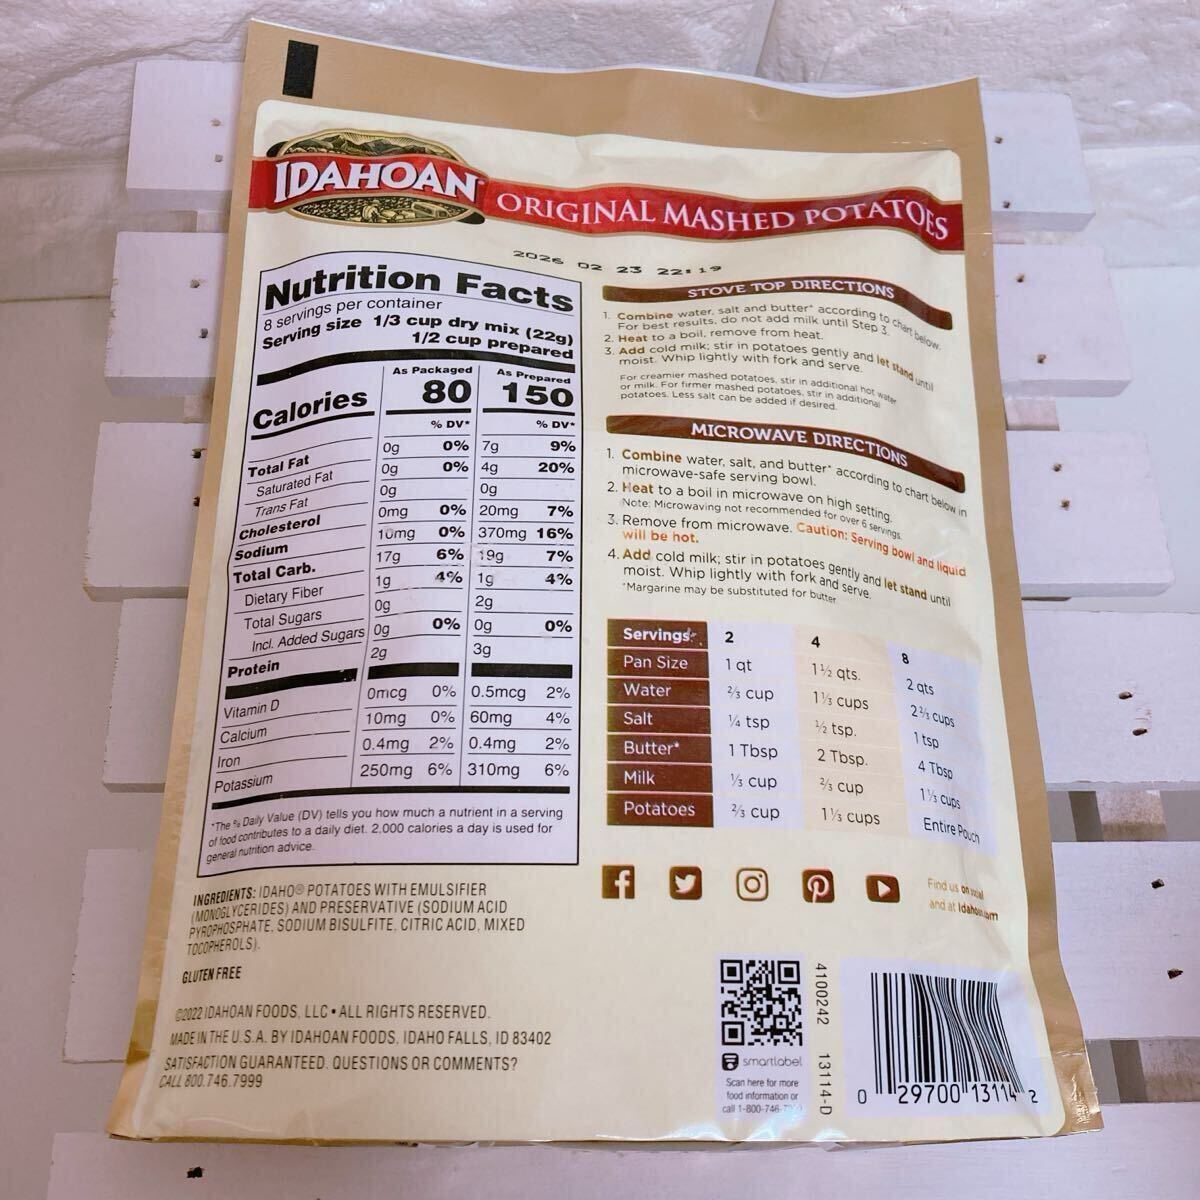 IDAHOAN®
ORIGINAL MASHED POTATOES
2026 02 23 22:19
Nutrition Facts
8 servings per container
Serving size 1/3 cup dry mix (22g)
1/2 cup prepared
As Packaged As Prepared
Calories 80 150
% DV* % DV*
Total Fat 0g 0% 7g 9%
Saturated Fat 0g 0% 4g 20%
Trans Fat 0g 0g
Cholesterol 0mg 0% 20mg 7%
Sodium 10mg 0% 370mg 16%
Total Carb. 17g 6% 19g 7%
Dietary Fiber 1g 4% 1g 4%
Total Sugars 0g 2g
Incl. Added Sugars 0g 0% 0g 0%
Protein 2g 3g
Vitamin D 0mcg 0% 0.5mcg 2%
Calcium 10mg 0% 60mg 4%
Iron 0.4mg 2% 0.4mg 2%
Potassium 250mg 6% 310mg 6%
*The % Daily Value (DV) tells you how much a nutrient in a serving
of food contributes to a daily diet. 2,000 calories a day is used for
general nutrition advice.
INGREDIENTS: IDAHO® POTATOES WITH EMULSIFIER
(MONOGLYCERIDES) AND PRESERVATIVE (SODIUM ACID
PYROPHOSPHATE, SODIUM BISULFITE, CITRIC ACID, MIXED
TOCOPHEROLS).
GLUTEN FREE
©2022 IDAHOAN FOODS, LLC • ALL RIGHTS RESERVED.
MADE IN THE U.S.A. BY IDAHOAN FOODS, IDAHO FALLS, ID 83402
SATISFACTION GUARANTEED. QUESTIONS OR COMMENTS?
CALL 800.746.7999
STOVE TOP DIRECTIONS
1. Combine water, salt and butter* according to chart below.
For best results, do not add milk until Step 3.
2. Heat to a boil, remove from heat.
3. Add cold milk; stir in potatoes gently and let stand until
moist. Whip lightly with fork and serve.
For creamier mashed potatoes, stir in additional hot water
or milk. For firmer mashed potatoes, stir in additional
potatoes. Less salt can be added if desired.
MICROWAVE DIRECTIONS
1. Combine water, salt, and butter* according to chart below in
microwave-safe serving bowl.
2. Heat to a boil in microwave on high setting.
Note: Microwaving not recommended for over 6 servings.
3. Remove from microwave. Caution: Serving bowl and liquid
will be hot.
4. Add cold milk; stir in potatoes gently and let stand until
moist. Whip lightly with fork and serve.
*Margarine may be substituted for butter.
Servings: 2 4 8
Pan Size 1 qt 1½ qts. 2 qts
Water ⅔ cup 1⅓ cups 2⅔ cups
Salt ¼ tsp ½ tsp. 1 tsp
Butter* 1 Tbsp 2 Tbsp. 4 Tbsp
Milk ⅓ cup ⅔ cup 1⅓ cups
Potatoes ⅔ cup 1⅓ cups Entire Pouch
Find us on social
and at Idahoan.com
smartlabel
Scan here for more
food information or
call 1-800-746-
4100242 13114-D
0 29700 13114 2